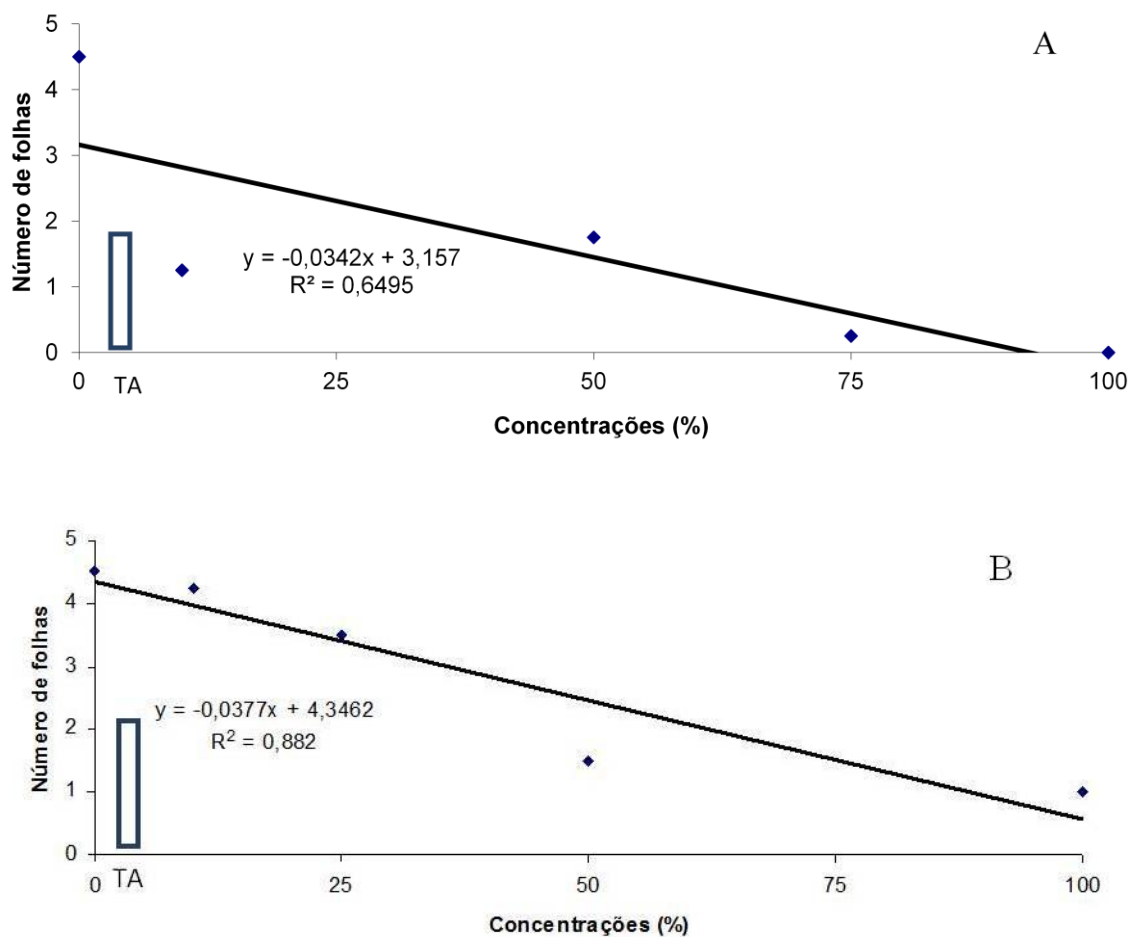 A
5
4
3
2
1
0
Número de folhas
y = -0,0342x + 3,157
R² = 0,6495
0 TA 25 50 75 100
Concentrações (%)
B
5
4
3
2
1
0
Número de folhas
y = -0,0377x + 4,3462
R² = 0,882
0 TA 25 50 75 100
Concentrações (%)